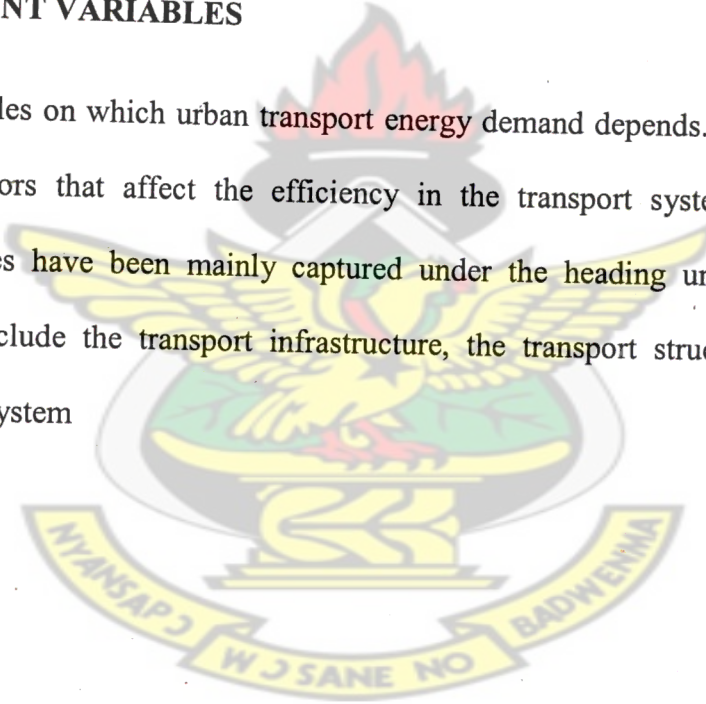 NT VARIABLES
les on which urban transport energy demand depends.
ors that affect the efficiency in the transport syste
s have been mainly captured under the heading ur
clude the transport infrastructure, the transport stru
ystem
NYANSAPƆ
WƆ SANE NO
BADWENMA